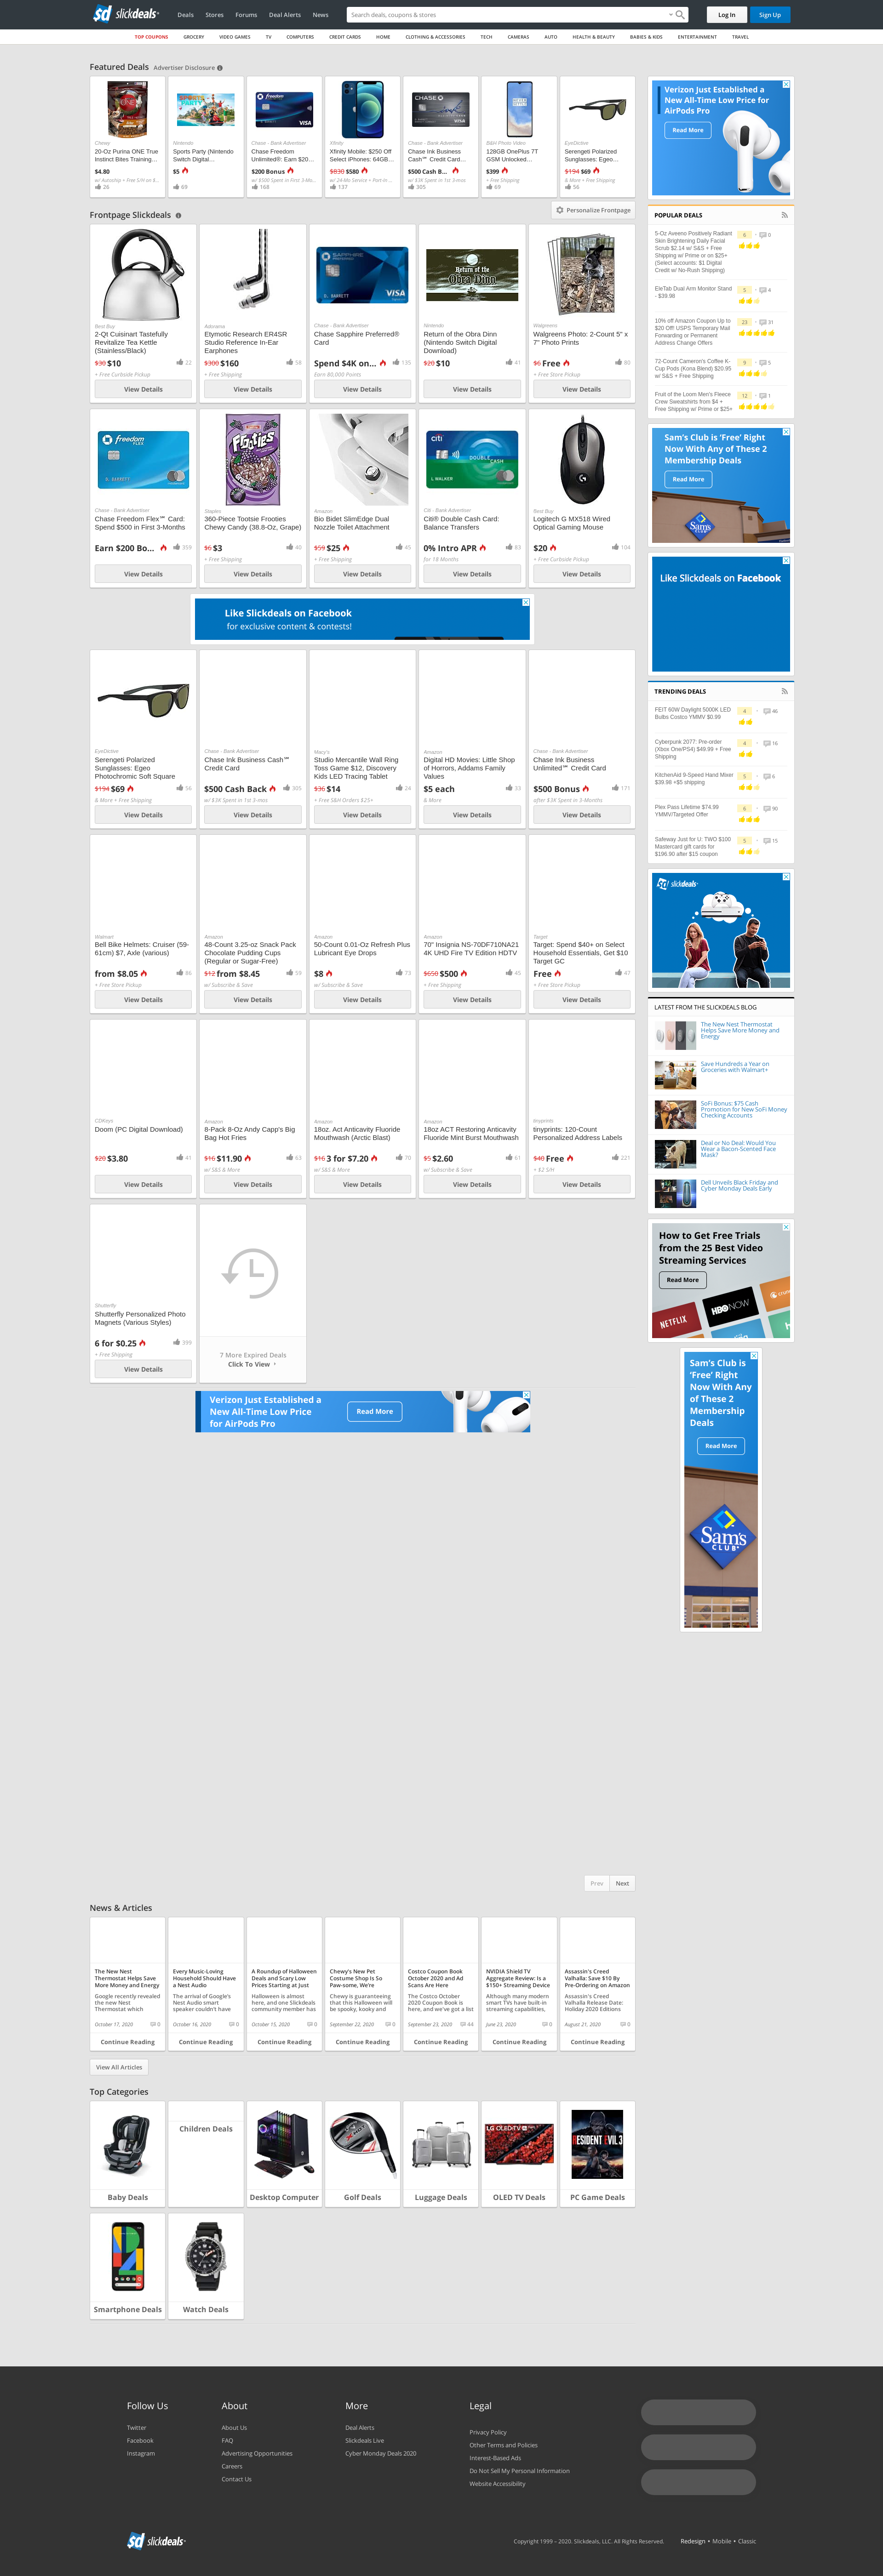 slickdeals
Deals
Stores
Forums
Deal Alerts
News
Search deals, coupons & stores
Log In
Sign Up
TOP COUPONS
GROCERY
VIDEO GAMES
TV
COMPUTERS
CREDIT CARDS
HOME
CLOTHING & ACCESSORIES
TECH
CAMERAS
AUTO
HEALTH & BEAUTY
BABIES & KIDS
ENTERTAINMENT
TRAVEL
Featured Deals Advertiser Disclosure
Chewy
20-Oz Purina ONE True
Instinct Bites Training...
$4.80
w/ Autoship + Free S/H on $...
26
Nintendo
Sports Party (Nintendo
Switch Digital...
$5
69
Chase - Bank Advertiser
Chase Freedom
Unlimited®: Earn $20...
$200 Bonus
w/ $500 Spent in First 3-Mo...
168
Xfinity
Xfinity Mobile: $250 Off
Select iPhones: 64GB...
$830 $580
w/ 24-Mo Service + Port-in ...
137
Chase - Bank Advertiser
Chase Ink Business
Cash℠ Credit Card...
$500 Cash B...
w/ $3K Spent in 1st 3-mos
305
B&H Photo Video
128GB OnePlus 7T
GSM Unlocked...
$399
+ Free Shipping
69
EyeDictive
Serengeti Polarized
Sunglasses: Egeo...
$194 $69
& More + Free Shipping
56
Frontpage Slickdeals
Personalize Frontpage
Best Buy
2-Qt Cuisinart Tastefully
Revitalize Tea Kettle
(Stainless/Black)
$30 $10
22
+ Free Curbside Pickup
View Details
Adorama
Etymotic Research ER4SR
Studio Reference In-Ear
Earphones
$300 $160
58
+ Free Shipping
View Details
Chase - Bank Advertiser
Chase Sapphire Preferred®
Card
Spend $4K on...
135
Earn 80,000 Points
View Details
Return of the
Obra Dinn
Nintendo
Return of the Obra Dinn
(Nintendo Switch Digital
Download)
$20 $10
41
View Details
Walgreens
Walgreens Photo: 2-Count 5" x
7" Photo Prints
$6 Free
80
+ Free Store Pickup
View Details
Chase - Bank Advertiser
Chase Freedom Flex℠ Card:
Spend $500 in First 3-Months
Earn $200 Bo...
359
View Details
Frooties
Staples
360-Piece Tootsie Frooties
Chewy Candy (38.8-Oz, Grape)
$6 $3
40
+ Free Shipping
View Details
Amazon
Bio Bidet SlimEdge Dual
Nozzle Toilet Attachment
$59 $25
45
+ Free Shipping
View Details
Citi - Bank Advertiser
Citi® Double Cash Card:
Balance Transfers
0% Intro APR
83
for 18 Months
View Details
Best Buy
Logitech G MX518 Wired
Optical Gaming Mouse
$20
104
+ Free Curbside Pickup
View Details
Like Slickdeals on Facebook
for exclusive content & contests!
EyeDictive
Serengeti Polarized
Sunglasses: Egeo
Photochromic Soft Square
$194 $69
56
& More + Free Shipping
View Details
Chase - Bank Advertiser
Chase Ink Business Cash℠
Credit Card
$500 Cash Back
305
w/ $3K Spent in 1st 3-mos
View Details
Macy's
Studio Mercantile Wall Ring
Toss Game $12, Discovery
Kids LED Tracing Tablet
$36 $14
24
+ Free S&H Orders $25+
View Details
Amazon
Digital HD Movies: Little Shop
of Horrors, Addams Family
Values
$5 each
33
& More
View Details
Chase - Bank Advertiser
Chase Ink Business
Unlimited℠ Credit Card
$500 Bonus
171
after $3K Spent in 3-Months
View Details
Walmart
Bell Bike Helmets: Cruiser (59-
61cm) $7, Axle (various)
from $8.05
86
+ Free Store Pickup
View Details
Amazon
48-Count 3.25-oz Snack Pack
Chocolate Pudding Cups
(Regular or Sugar-Free)
$12 from $8.45
59
w/ Subscribe & Save
View Details
Amazon
50-Count 0.01-Oz Refresh Plus
Lubricant Eye Drops
$8
73
w/ Subscribe & Save
View Details
Amazon
70" Insignia NS-70DF710NA21
4K UHD Fire TV Edition HDTV
$650 $500
45
+ Free Shipping
View Details
Target
Target: Spend $40+ on Select
Household Essentials, Get $10
Target GC
Free
47
+ Free Store Pickup
View Details
CDKeys
Doom (PC Digital Download)
$20 $3.80
41
View Details
Amazon
8-Pack 8-Oz Andy Capp's Big
Bag Hot Fries
$16 $11.90
63
w/ S&S & More
View Details
Amazon
18oz. Act Anticavity Fluoride
Mouthwash (Arctic Blast)
$16 3 for $7.20
70
w/ S&S & More
View Details
Amazon
18oz ACT Restoring Anticavity
Fluoride Mint Burst Mouthwash
$5 $2.60
61
w/ Subscribe & Save
View Details
tinyprints
tinyprints: 120-Count
Personalized Address Labels
$40 Free
221
+ $2 S/H
View Details
Shutterfly
Shutterfly Personalized Photo
Magnets (Various Styles)
6 for $0.25
399
+ Free Shipping
View Details
7 More Expired Deals
Click To View
Verizon Just Established a
New All-Time Low Price
for AirPods Pro
Read More
Prev
Next
Verizon Just Established a
New All-Time Low Price for
AirPods Pro
Read More
POPULAR DEALS
5-Oz Aveeno Positively Radiant
Skin Brightening Daily Facial
Scrub $2.14 w/ S&S + Free
Shipping w/ Prime or on $25+
(Select accounts: $1 Digital
Credit w/ No-Rush Shipping)
6
0
EleTab Dual Arm Monitor Stand
- $39.98
5
4
10% off Amazon Coupon Up to
$20 Off! USPS Temporary Mail
Forwarding or Permanent
Address Change Offers
23
31
72-Count Cameron's Coffee K-
Cup Pods (Kona Blend) $20.95
w/ S&S + Free Shipping
9
5
Fruit of the Loom Men's Fleece
Crew Sweatshirts from $4 +
Free Shipping w/ Prime or $25+
12
1
Sam's Club is 'Free' Right
Now With Any of These 2
Membership Deals
Read More
Like Slickdeals on Facebook
TRENDING DEALS
FEIT 60W Daylight 5000K LED
Bulbs Costco YMMV $0.99
4
46
Cyberpunk 2077: Pre-order
(Xbox One/PS4) $49.99 + Free
Shipping
4
16
KitchenAid 9-Speed Hand Mixer
$39.98 +$5 shipping
5
6
Plex Pass Lifetime $74.99
YMMV/Targeted Offer
6
90
Safeway Just for U: TWO $100
Mastercard gift cards for
$196.90 after $15 coupon
5
15
slickdeals
LATEST FROM THE SLICKDEALS BLOG
The New Nest Thermostat
Helps Save More Money and
Energy
Save Hundreds a Year on
Groceries with Walmart+
SoFi Bonus: $75 Cash
Promotion for New SoFi Money
Checking Accounts
Deal or No Deal: Would You
Wear a Bacon-Scented Face
Mask?
Dell Unveils Black Friday and
Cyber Monday Deals Early
How to Get Free Trials
from the 25 Best Video
Streaming Services
Read More
NETFLIX
HBO NOW
Sam's Club is
'Free' Right
Now With Any
of These 2
Membership
Deals
Read More
Sam's
CLUB
News & Articles
The New Nest
Thermostat Helps Save
More Money and Energy
Google recently revealed
the new Nest
Thermostat which
October 17, 2020
0
Continue Reading
Every Music-Loving
Household Should Have
a Nest Audio
The arrival of Google's
Nest Audio smart
speaker couldn't have
October 16, 2020
0
Continue Reading
A Roundup of Halloween
Deals and Scary Low
Prices Starting at Just
Halloween is almost
here, and one Slickdeals
community member has
October 15, 2020
0
Continue Reading
Chewy's New Pet
Costume Shop Is So
Paw-some, We're
Chewy is guaranteeing
that this Halloween will
be spooky, kooky and
September 22, 2020
0
Continue Reading
Costco Coupon Book
October 2020 and Ad
Scans Are Here
The Costco October
2020 Coupon Book is
here, and we've got a list
September 23, 2020
44
Continue Reading
NVIDIA Shield TV
Aggregate Review: Is a
$150+ Streaming Device
Although many modern
smart TVs have built-in
streaming capabilities,
June 23, 2020
0
Continue Reading
Assassin's Creed
Valhalla: Save $10 By
Pre-Ordering on Amazon
Assassin's Creed
Valhalla Release Date:
Holiday 2020 Editions
August 21, 2020
0
Continue Reading
View All Articles
Top Categories
Baby Deals
Children Deals
Desktop Computer
Golf Deals
Luggage Deals
LG OLED TV
OLED TV Deals
RESIDENT EVIL 3
PC Game Deals
Smartphone Deals
Watch Deals
Follow Us
Twitter
Facebook
Instagram
About
About Us
FAQ
Advertising Opportunities
Careers
Contact Us
More
Deal Alerts
Slickdeals Live
Cyber Monday Deals 2020
Legal
Privacy Policy
Other Terms and Policies
Interest-Based Ads
Do Not Sell My Personal Information
Website Accessibility
slickdeals
Copyright 1999 - 2020. Slickdeals, LLC. All Rights Reserved.
Redesign • Mobile • Classic